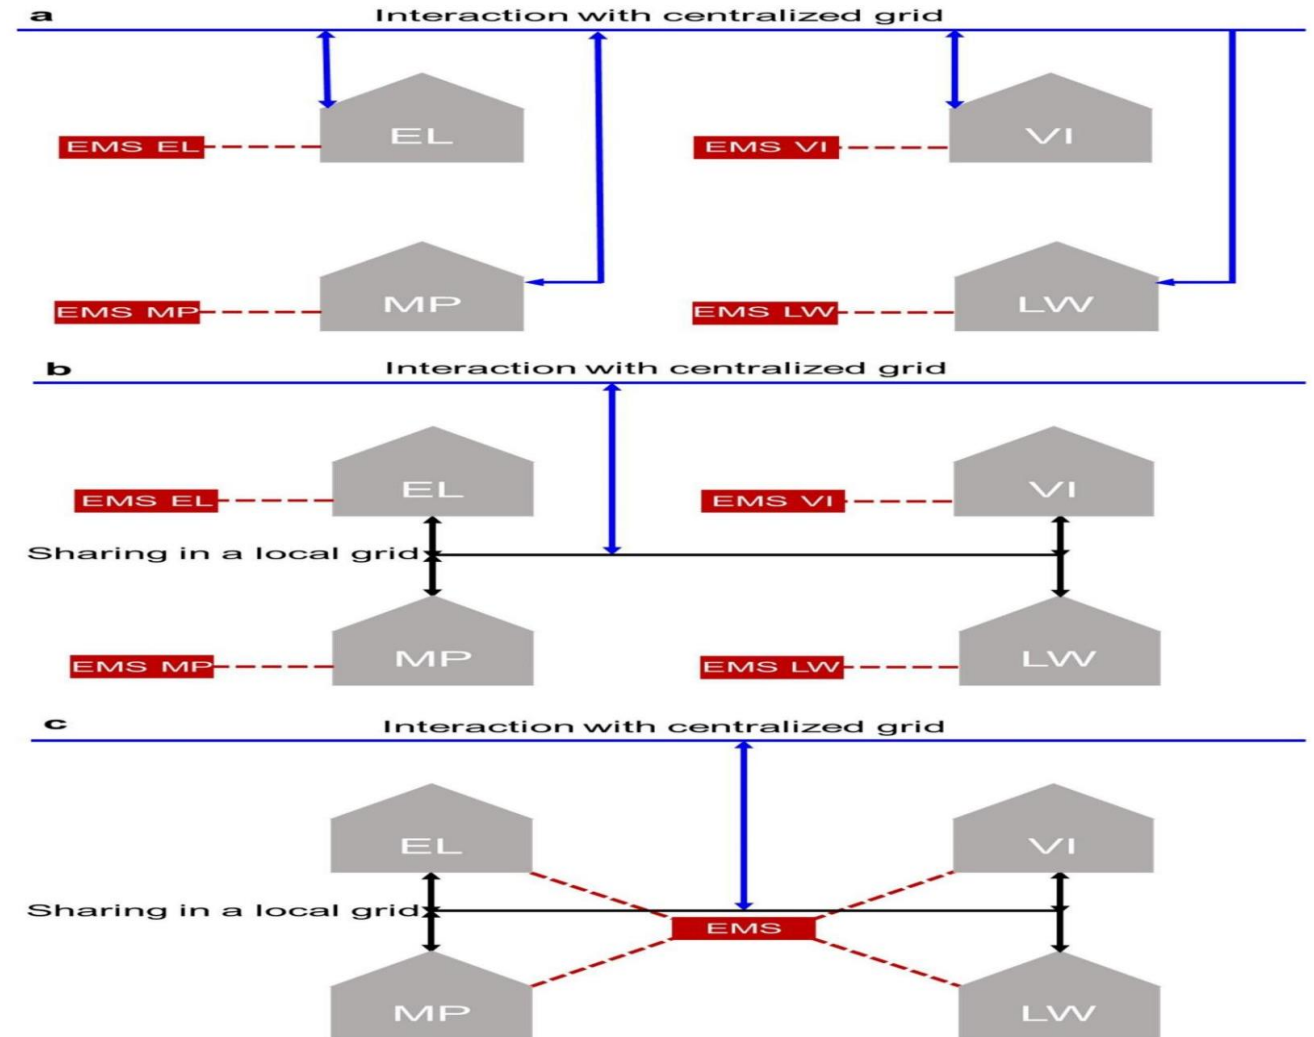 a
Interaction with centralized grid
EL
VI
EMS EL
EMS VI
MP
LW
EMS MP
EMS LW
b
Interaction with centralized grid
EL
VI
EMS EL
EMS VI
Sharing in a local grid
MP
LW
EMS MP
EMS LW
c
Interaction with centralized grid
EL
VI
Sharing in a local grid
EMS
MP
LW